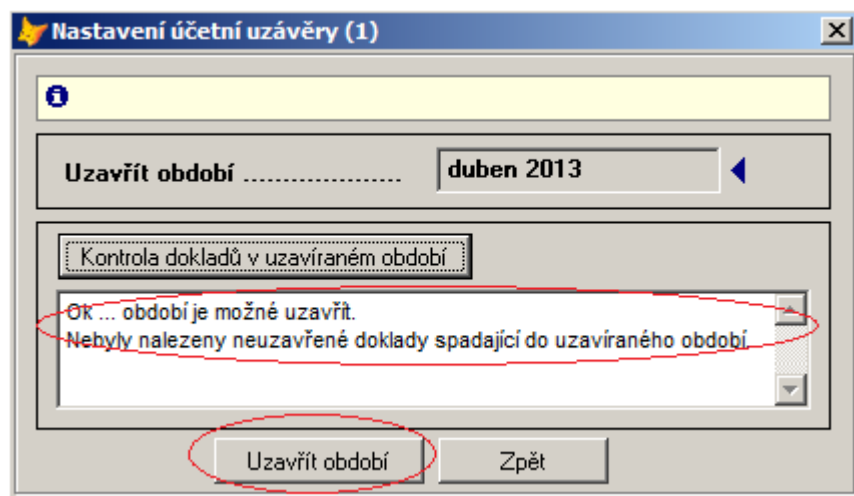 Nastavení účetní uzávěry (1)
Uzavřít období .................... duben 2013
Kontrola dokladů v uzavíraném období
Ok ... období je možné uzavřít.
Nebyly nalezeny neuzavřené doklady spadající do uzavíraného období.
Uzavřít období Zpět